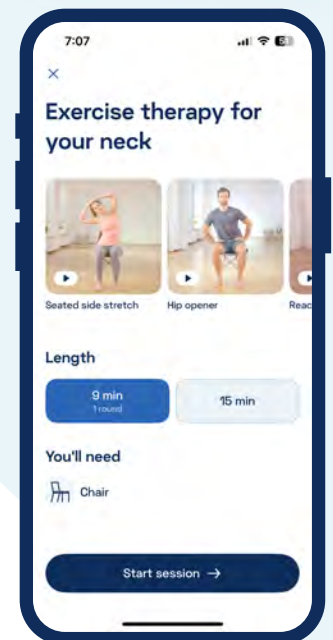 7:07
Exercise therapy for
your neck
Seated side stretch
Hip opener
Reac
Length
9 min
1 round
15 min
You'll need
Chair
Start session →